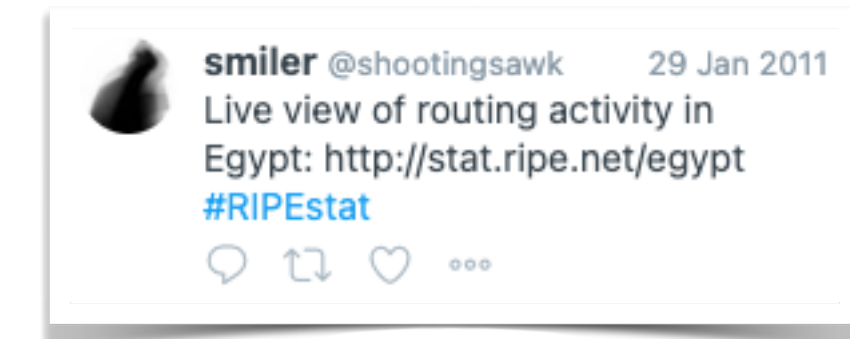 smiler @shootingsawk 29 Jan 2011
Live view of routing activity in
Egypt: http://stat.ripe.net/egypt
#RIPEstat